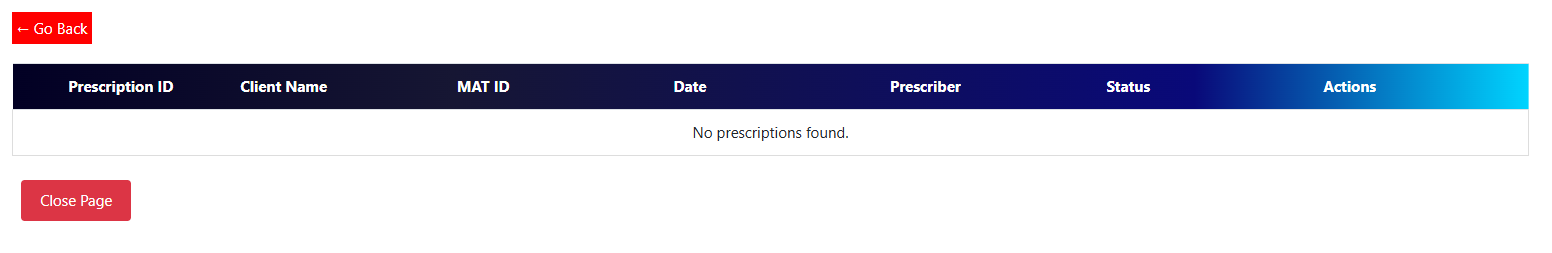 ← Go Back
Prescription ID Client Name MAT ID Date Prescriber Status Actions
No prescriptions found.
Close Page